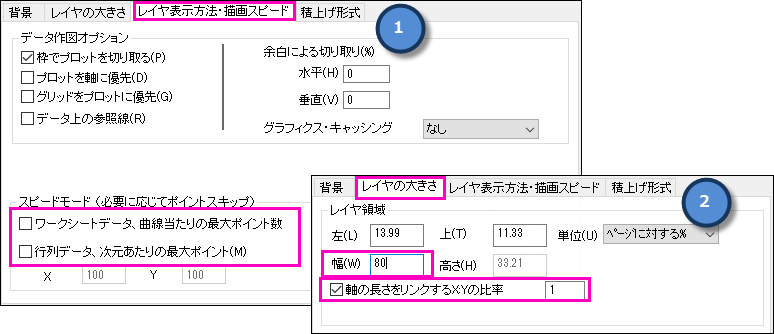 背景 レイヤの大きさ レイヤ表示方法・描画スピード 積上げ形式
1
データ作図オプション
枠でプロットを切り取る(P)
プロットを軸に優先(D)
グリッドをプロットに優先(G)
データ上の参照線(R)
余白による切り取り(%)
水平(H) 0
垂直(V) 0
グラフィクス・キャッシング なし
スピードモード (必要に応じてポイントスキップ)
ワークシートデータ、曲線当たりの最大ポイント数
行列データ、次元あたりの最大ポイント(M)
X 100 Y 100
背景 レイヤの大きさ レイヤ表示方法・描画スピード 積上げ形式
2
レイヤ領域
左(L) 13.99 上(T) 11.33 単位(U) ページに対する%
幅(W) 80 高さ(H) 33.21
軸の長さをリンクするX:Yの比率 1